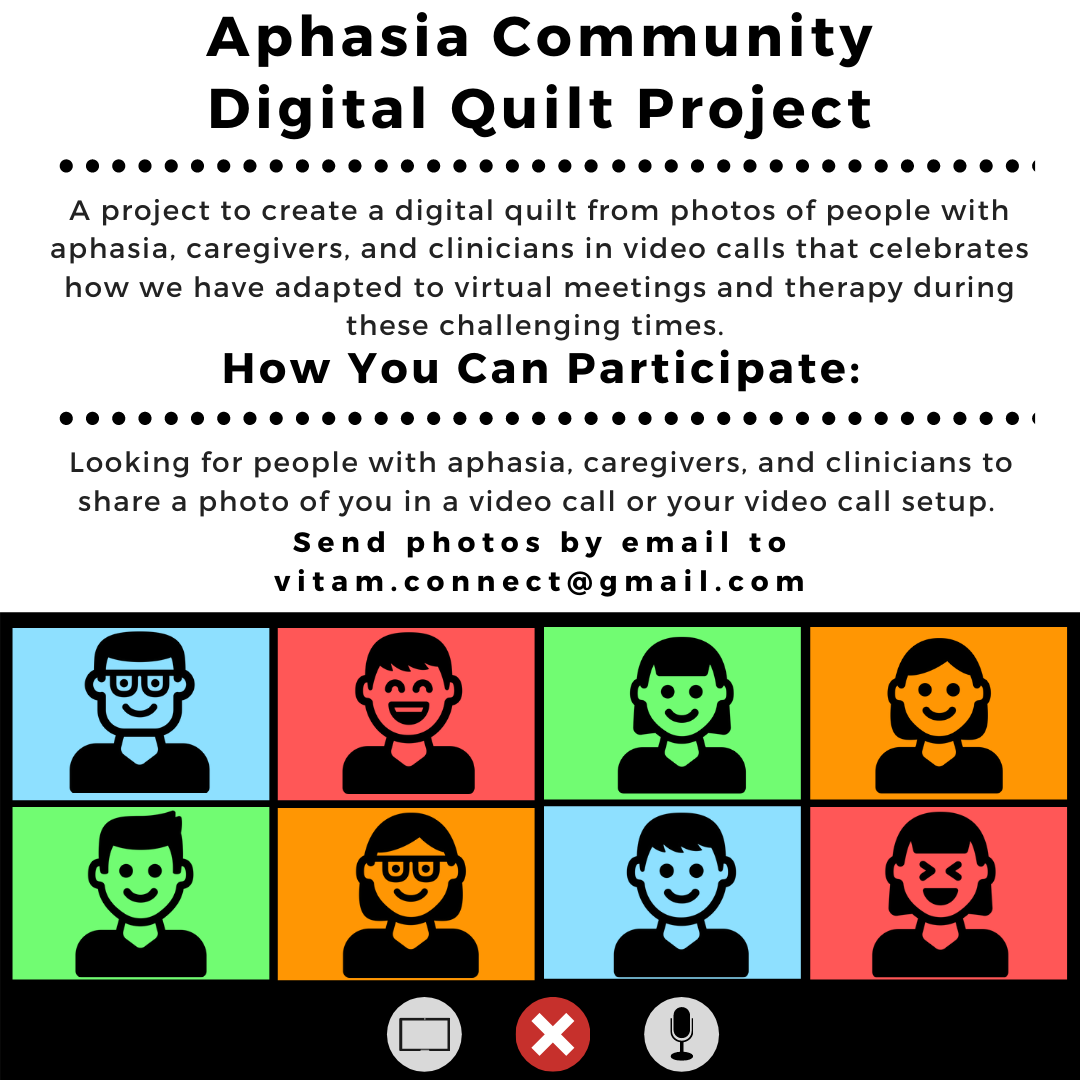 Aphasia Community
Digital Quilt Project
A project to create a digital quilt from photos of people with
aphasia, caregivers, and clinicians in video calls that celebrates
how we have adapted to virtual meetings and therapy during
these challenging times.
How You Can Participate:
Looking for people with aphasia, caregivers, and clinicians to
share a photo of you in a video call or your video call setup.
Send photos by email to
vitam.connect@gmail.com